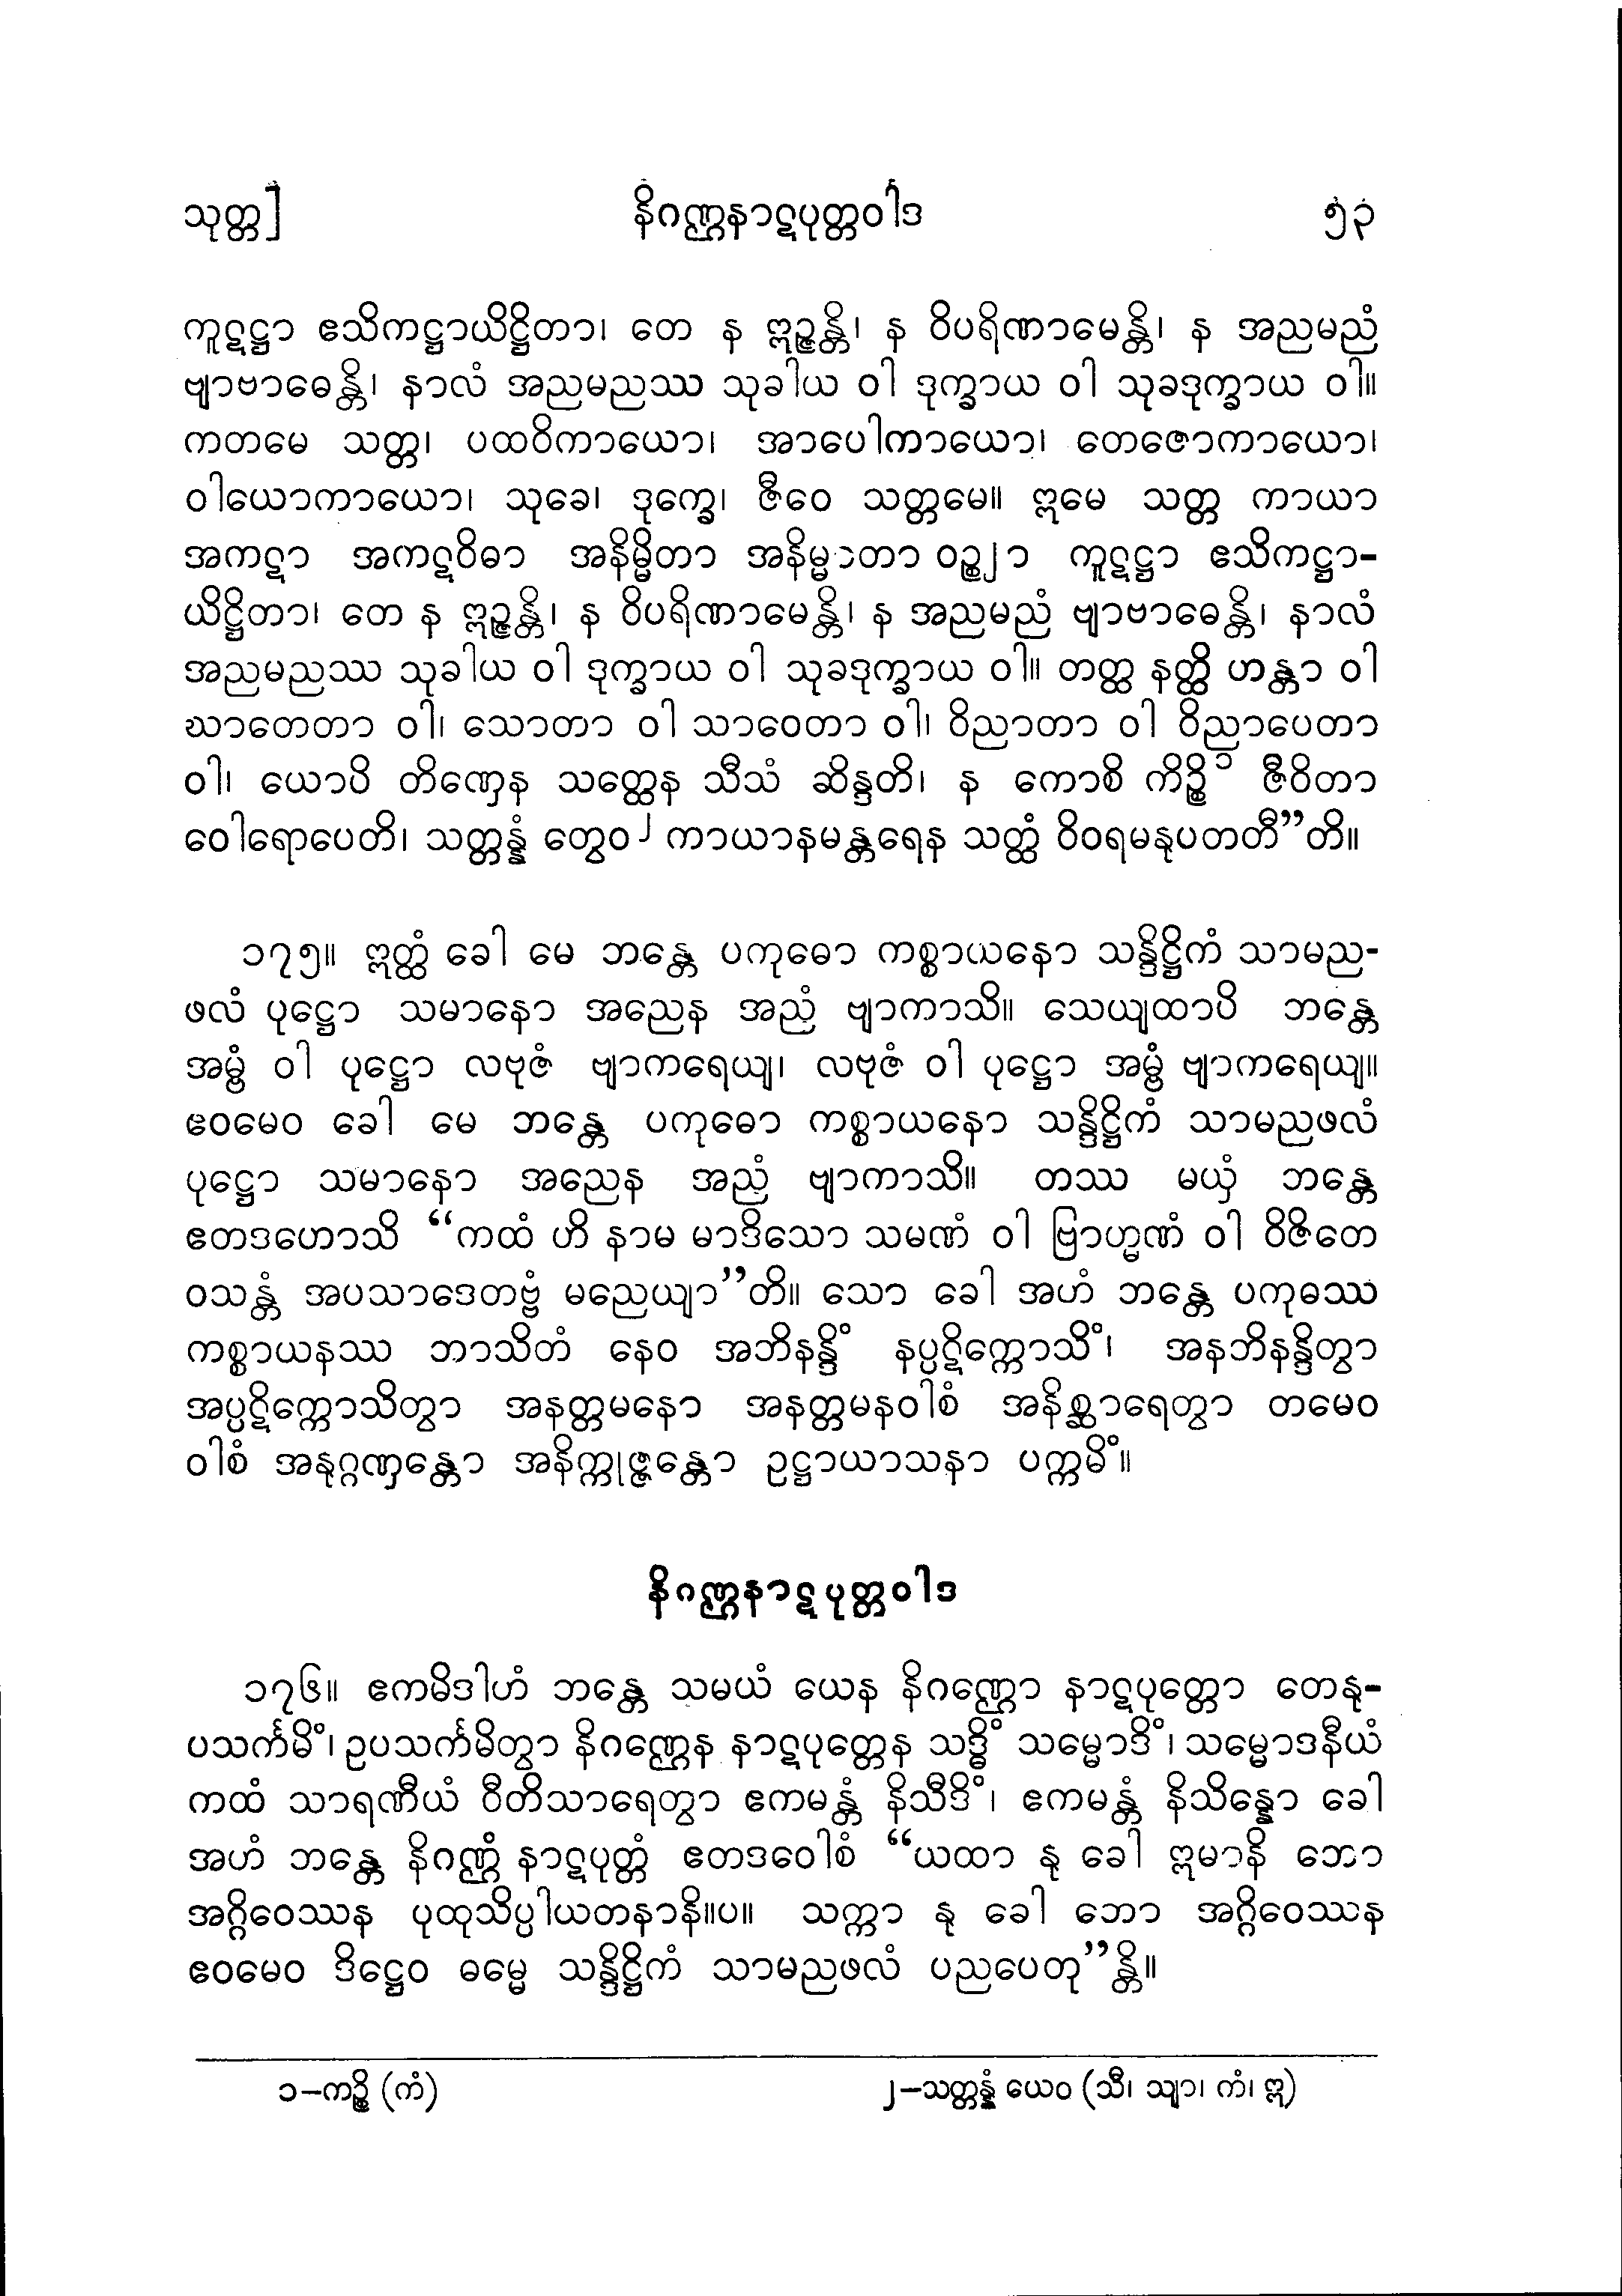 သုတ္တ] နိဂဏ္ဌနာဋပုတ္တဝါဒ ၅၃
ကူဋဋ္ဌာ ဧသိကဋ္ဌာယိဋ္ဌိတာ၊ တေ န ဣဉ္ဇန္တိ၊ န ဝိပရိဏာမေန္တိ၊ န အညမညံ
ဗျာဗာဓေန္တိ၊ နာလံ အညမညဿ သုခါယ ဝါ ဒုက္ခာယ ဝါ သုခဒုက္ခာယ ဝါ။
ကတမေ သတ္တ၊ ပထဝိကာယော၊ အာပေါကာယော၊ တေဇောကာယော၊
ဝါယောကာယော၊ သုခေ၊ ဒုက္ခေ၊ ဇီဝေ သတ္တမေ။ ဣမေ သတ္တ ကာယာ
အကဋာ အကဋဝိဓာ အနိမ္မိတာ အနိမ္မာတာ ဝဉ္ဈာ ကူဋဋ္ဌာ ဧသိကဋ္ဌာ-
ယိဋ္ဌိတာ၊ တေ န ဣဉ္ဇန္တိ၊ န ဝိပရိဏာမေန္တိ၊ န အညမညံ ဗျာဗာဓေန္တိ၊ နာလံ
အညမညဿ သုခါယ ဝါ ဒုက္ခာယ ဝါ သုခဒုက္ခာယ ဝါ။ တတ္ထ နတ္ထိ ဟန္တာ ဝါ
ဃာတေတာ ဝါ၊ သောတာ ဝါ သာဝေတာ ဝါ၊ ဝိညာတာ ဝါ ဝိညာပေတာ
ဝါ၊ ယောပိ တိဏှေန သတ္ထေန သီသံ ဆိန္ဒတိ၊ န ကောစိ ကိဉ္စိ ၁ ဇီဝိတာ
ဝေါရောပေတိ၊ သတ္တန္နံ တွေဝ ၂ ကာယာနမန္တရေန သတ္ထံ ဝိဝရမနုပတတီ”တိ။
၁၇၅။ ဣတ္ထံ ခေါ မေ ဘန္တေ ပကုဓော ကစ္စာယနော သန္ဒိဋ္ဌိကံ သာမည-
ဖလံ ပုဋ္ဌော သမာနော အညေန အညံ ဗျာကာသိ။ သေယျထာပိ ဘန္တေ
အမ္ဗံ ဝါ ပုဋ္ဌော လဗုဇံ ဗျာကရေယျ၊ လဗုဇံ ဝါ ပုဋ္ဌော အမ္ဗံ ဗျာကရေယျ။
ဧဝမေဝ ခေါ မေ ဘန္တေ ပကုဓော ကစ္စာယနော သန္ဒိဋ္ဌိကံ သာမညဖလံ
ပုဋ္ဌော သမာနော အညေန အညံ ဗျာကာသိ။ တဿ မယှံ ဘန္တေ
ဧတဒဟောသိ “ကထံ ဟိ နာမ မာဒိသော သမဏံ ဝါ ဗြာဟ္မဏံ ဝါ ဝိဇိတေ
ဝသန္တံ အပသာဒေတဗ္ဗံ မညေယျာ”တိ။ သော ခေါ အဟံ ဘန္တေ ပကုဓဿ
ကစ္စာယနဿ ဘာသိတံ နေဝ အဘိနန္ဒိံ နပ္ပဋိက္ကောသိံ၊ အနဘိနန္ဒိတွာ
အပ္ပဋိက္ကောသိတွာ အနတ္တမနော အနတ္တမနဝါစံ အနိစ္ဆာရေတွာ တမေဝ
ဝါစံ အနုဂ္ဂဏှန္တော အနိက္ကုဇ္ဇန္တော ဥဋ္ဌာယာသနာ ပက္ကမိံ။
နိဂဏ္ဌနာဋပုတ္တဝါဒ
၁၇၆။ ဧကမိဒါဟံ ဘန္တေ သမယံ ယေန နိဂဏ္ဌော နာဋပုတ္တော တေနု-
ပသင်္ကမိံ၊ ဥပသင်္ကမိတွာ နိဂဏ္ဌေန နာဋပုတ္တေန သဒ္ဓိံ သမ္မောဒိံ၊ သမ္မောဒနီယံ
ကထံ သာရဏီယံ ဝီတိသာရေတွာ ဧကမန္တံ နိသီဒိံ၊ ဧကမန္တံ နိသိန္နော ခေါ
အဟံ ဘန္တေ နိဂဏ္ဌံ နာဋပုတ္တံ ဧတဒဝေါစံ “ယထာ နု ခေါ ဣမာနိ ဘော
အဂ္ဂိဝေဿန ပုထုသိပ္ပါယတနာနိ။ပ။ သက္ကာ နု ခေါ ဘော အဂ္ဂိဝေဿန
ဧဝမေဝ ဒိဋ္ဌေဝ ဓမ္မေ သန္ဒိဋ္ဌိကံ သာမညဖလံ ပညပေတု”န္တိ။
၁–ကဉ္စိ (ကံ) ၂–သတ္တန္နံ ယေဝ (သီ၊ သျာ၊ ကံ၊ ဣ)